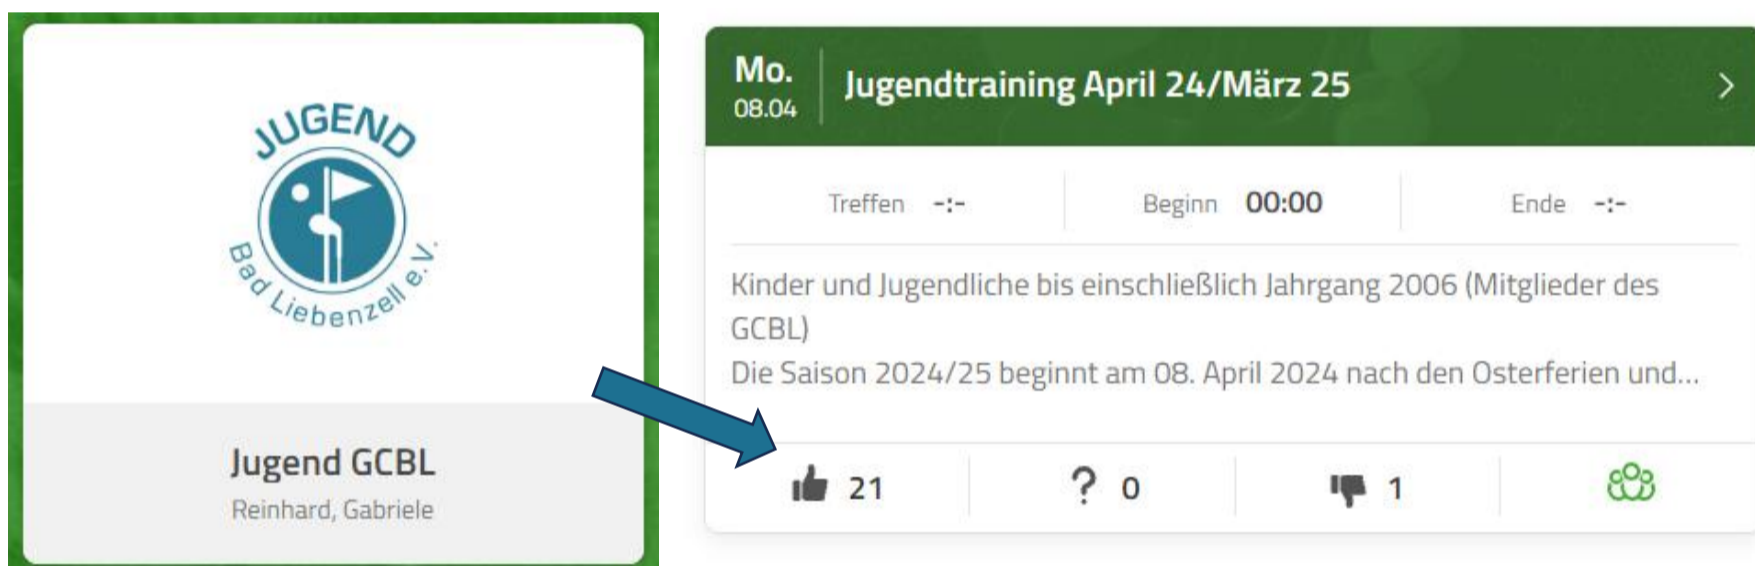 JUGEND
Bad Liebenzell e.V.
Jugend GCBL
Reinhard, Gabriele
Mo.
08.04
Jugendtraining April 24/März 25
Treffen -:- Beginn 00:00 Ende -:-
Kinder und Jugendliche bis einschließlich Jahrgang 2006 (Mitglieder des
GCBL)
Die Saison 2024/25 beginnt am 08. April 2024 nach den Osterferien und...
21 ? 0 1